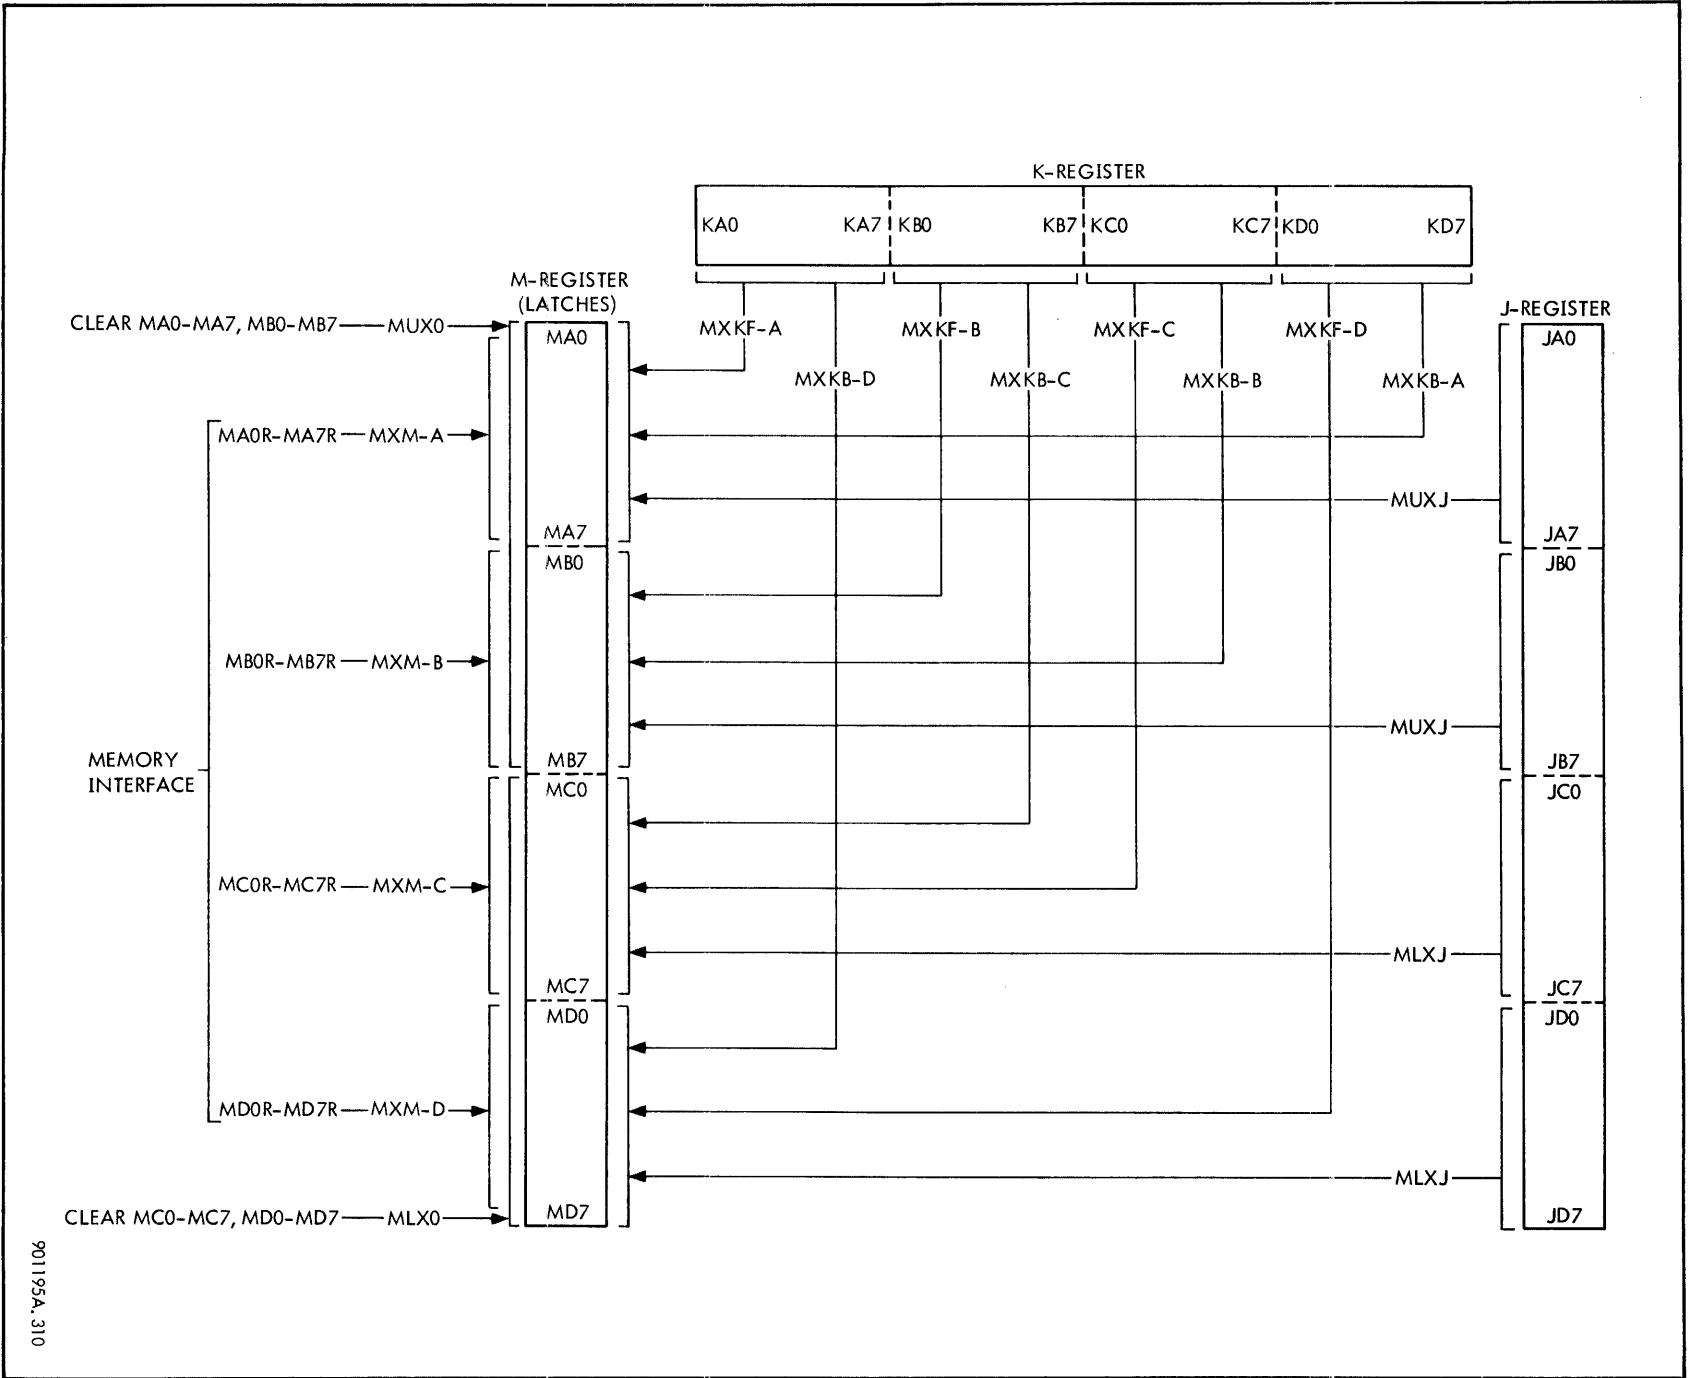 K-REGISTER
KA0 KA7 KB0 KB7 KC0 KC7 KD0 KD7
M-REGISTER
(LATCHES)
J-REGISTER
CLEAR MA0-MA7, MB0-MB7 MUX0
MXKF-A MXKF-B MXKF-C MXKF-D
MA0 JA0
MXKB-D MXKB-C MXKB-B MXKB-A
MA0R-MA7R MXM-A
MUXJ
MA7 JA7
MB0 JB0
MB0R-MB7R MXM-B
MUXJ
MB7 JB7
MEMORY
INTERFACE
MC0 JC0
MC0R-MC7R MXM-C
MLXJ
MC7 JC7
MD0 JD0
MD0R-MD7R MXM-D
MLXJ
MD7 JD7
CLEAR MC0-MC7, MD0-MD7 MLX0
901195A.310